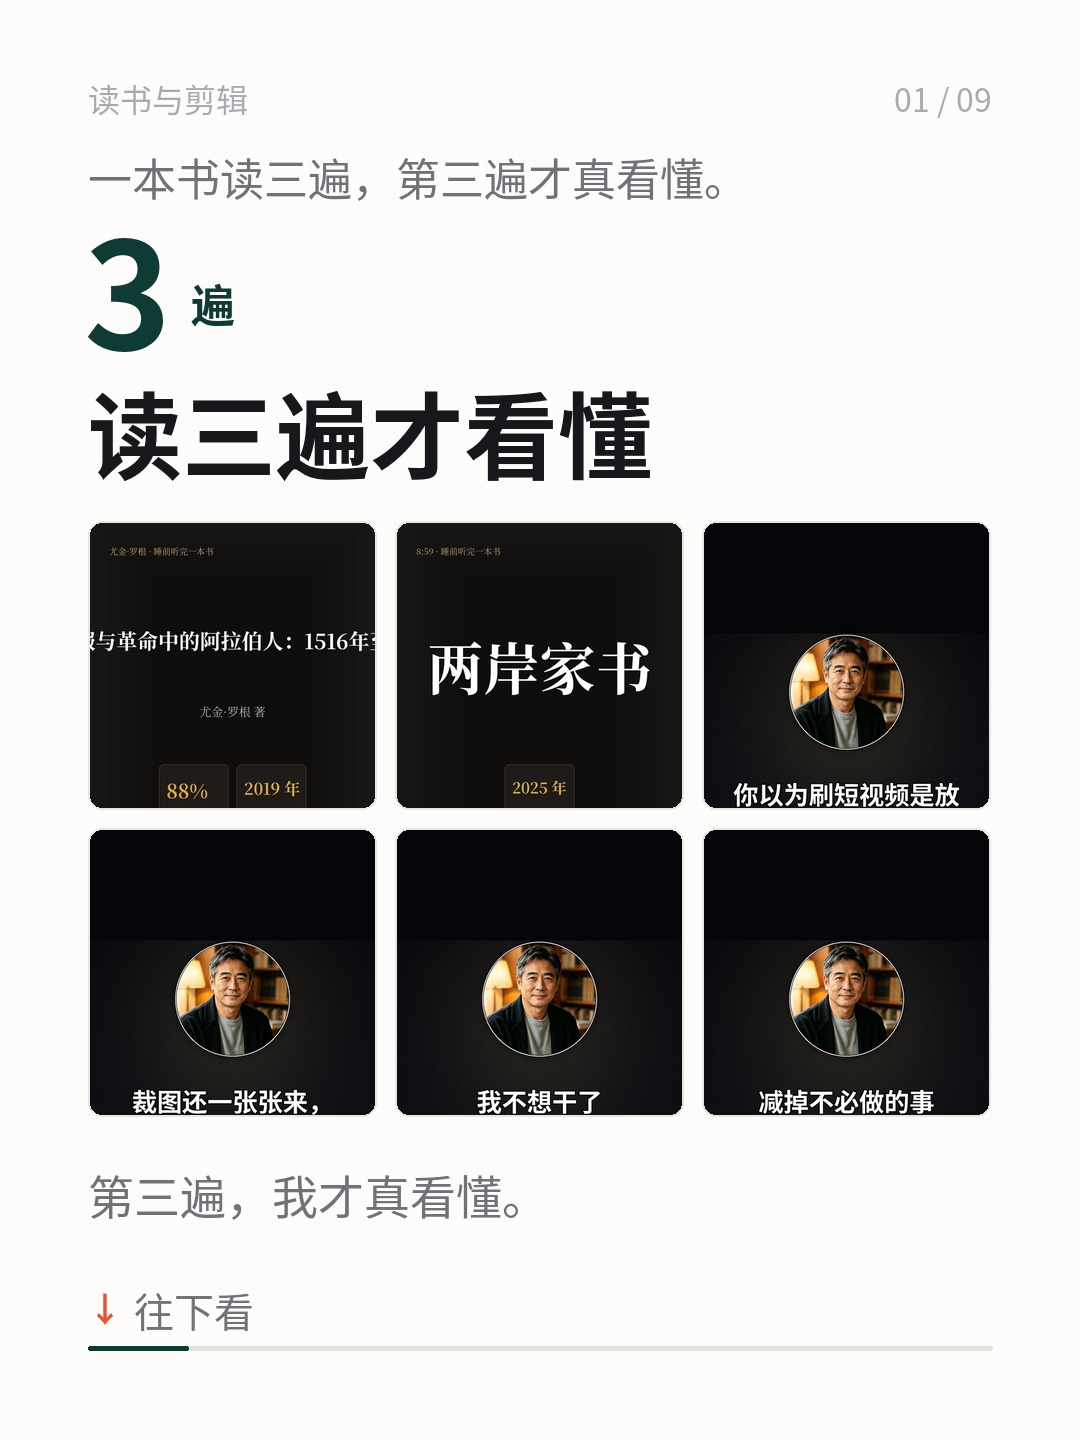 读书与剪辑
01 / 09
一本书读三遍，第三遍才真看懂。
3 遍
读三遍才看懂
尤金·罗根 · 睡前听完一本书
与革命中的阿拉伯人：1516年
尤金·罗根 著
88%
2019 年
8:59 · 睡前听完一本书
两岸家书
2025 年
你以为刷短视频是放
裁图还一张张来，
我不想干了
减掉不必做的事
第三遍，我才真看懂。
↓ 往下看